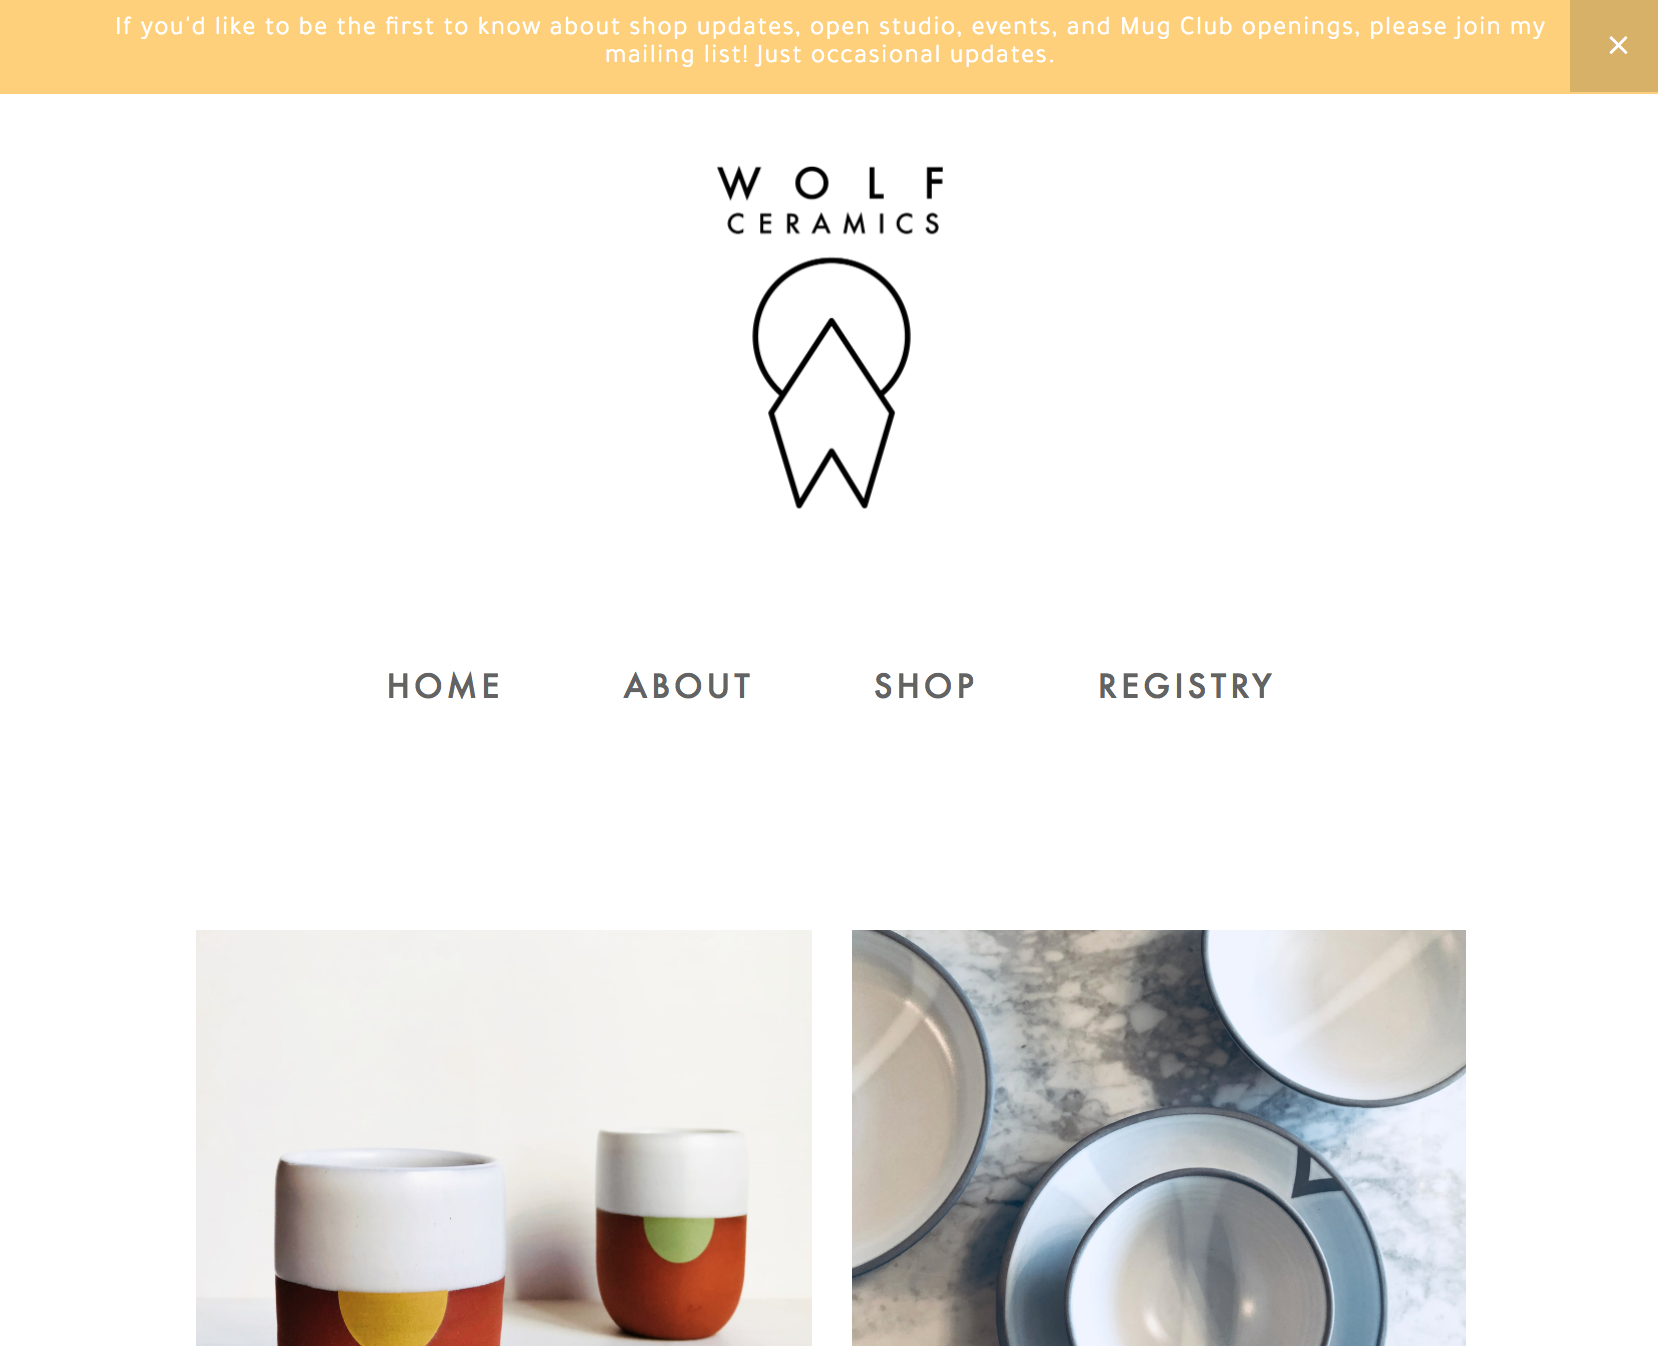 If you'd like to be the first to know about shop updates, open studio, events, and Mug Club openings, please join my
mailing list! Just occasional updates.
WOLF
CERAMICS
HOME ABOUT SHOP REGISTRY